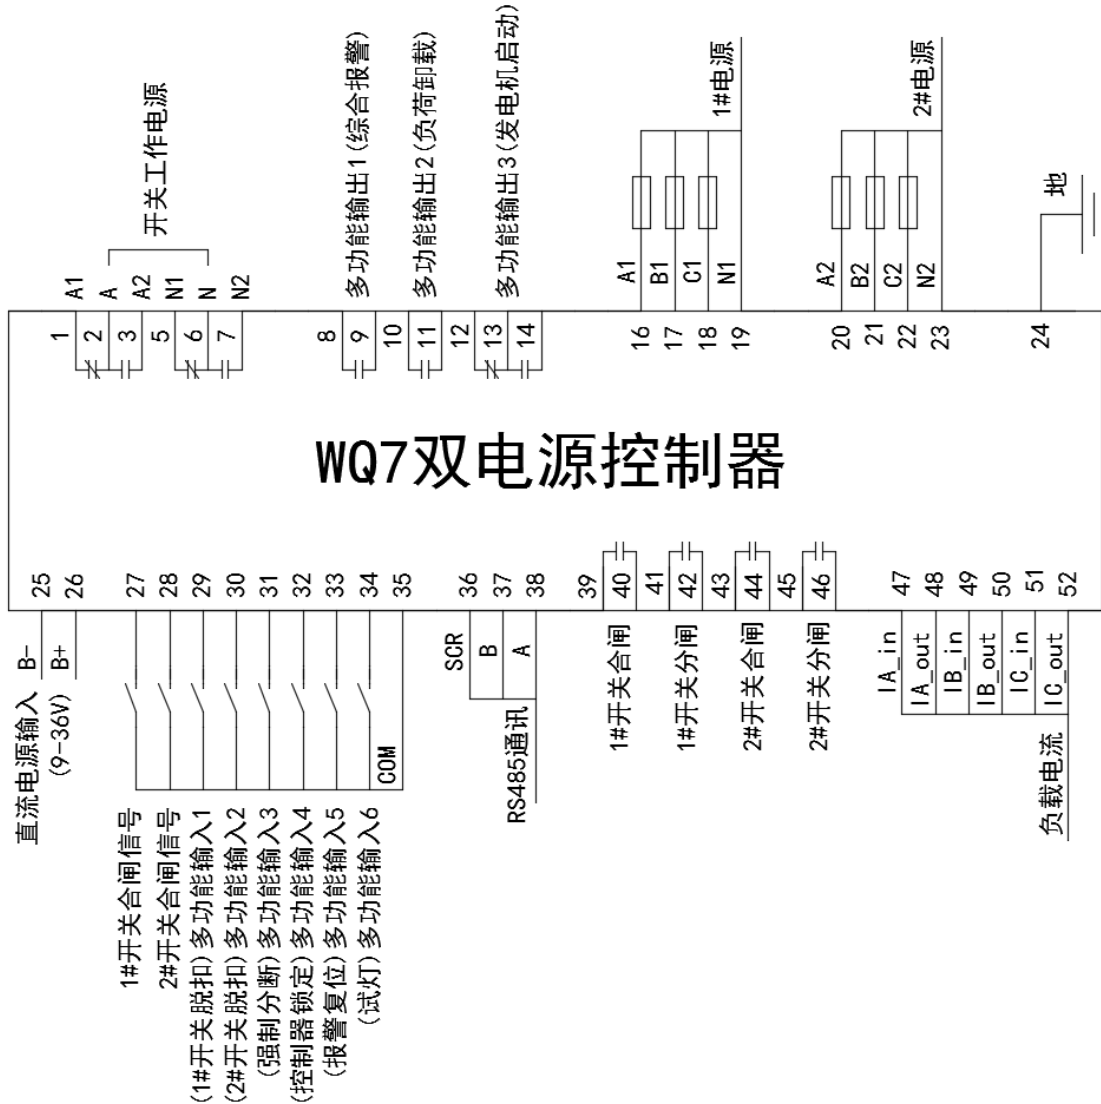 开关工作电源
A1
A
A2
N1
N
N2
多功能输出1(综合报警)
多功能输出2(负荷卸载)
多功能输出3(发电机启动)
1#电源
A1
B1
C1
N1
2#电源
A2
B2
C2
N2
地
1
2
3
5
6
7
8
9
10
11
12
13
14
16
17
18
19
20
21
22
23
24
WQ7双电源控制器
25
26
27
28
29
30
31
32
33
34
35
36
37
38
39
40
41
42
43
44
45
46
47
48
49
50
51
52
直流电源输入
(9-36V)
B-
B+
1#开关合闸信号
2#开关合闸信号
(1#开关脱扣)多功能输入1
(2#开关脱扣)多功能输入2
(强制分断)多功能输入3
(控制器锁定)多功能输入4
(报警复位)多功能输入5
(试灯)多功能输入6
COM
SCR
B
A
RS485通讯
1#开关合闸
1#开关分闸
2#开关合闸
2#开关分闸
IA_in
IA_out
IB_in
IB_out
IC_in
IC_out
负载电流